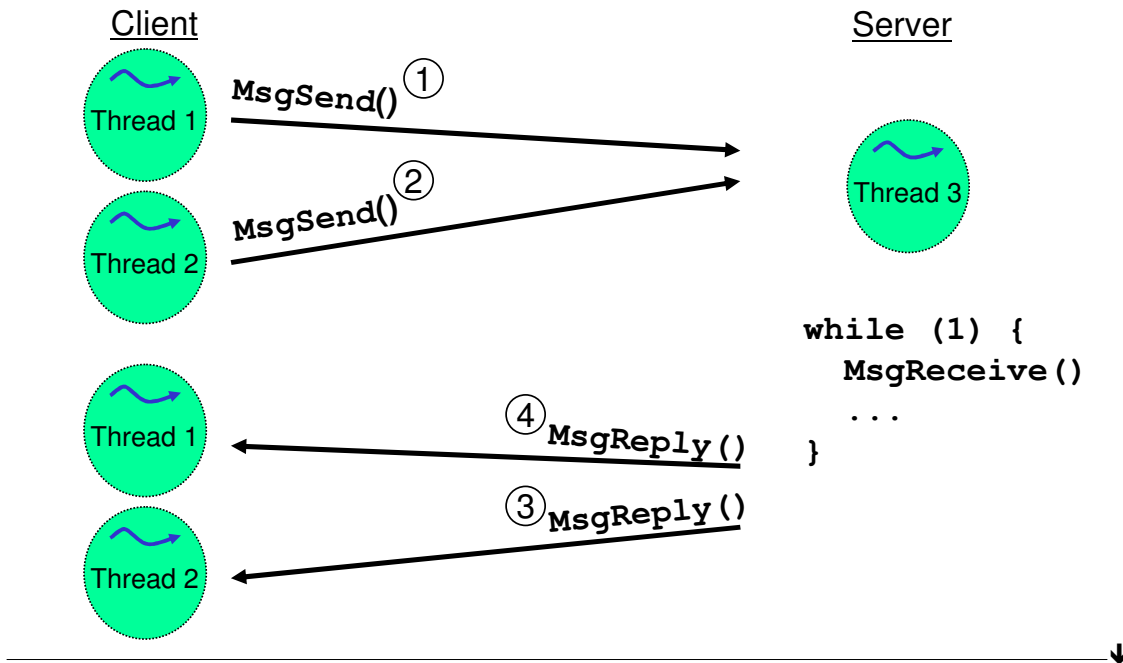 Client
Server
Thread 1
MsgSend() ①
Thread 2
MsgSend() ②
Thread 3
while (1) {
MsgReceive()
...
}
Thread 1
④ MsgReply()
Thread 2
③ MsgReply()